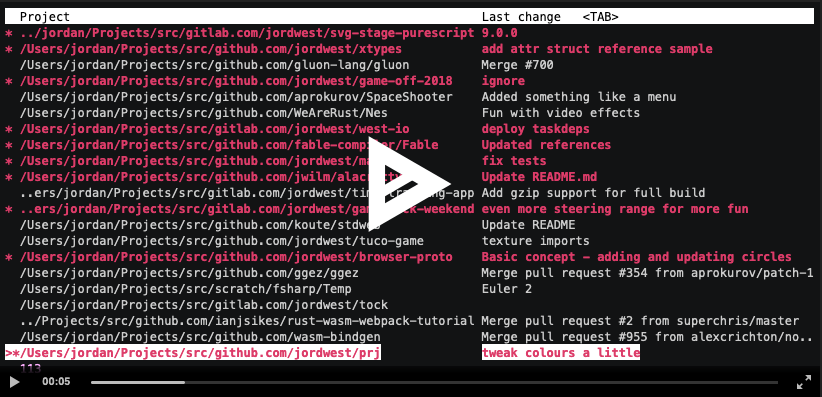 Project Last change <TAB>
* ../jordan/Projects/src/gitlab.com/jordwest/svg-stage-purescript 9.0.0
* /Users/jordan/Projects/src/github.com/jordwest/xtypes add attr struct reference sample
/Users/jordan/Projects/src/github.com/gluon-lang/gluon Merge #700
* /Users/jordan/Projects/src/github.com/jordwest/game-off-2018 ignore
/Users/jordan/Projects/src/github.com/aprokurov/SpaceShooter Added something like a menu
/Users/jordan/Projects/src/github.com/WeAreRust/Nes Fun with video effects
* /Users/jordan/Projects/src/gitlab.com/jordwest/west-io deploy taskdeps
* /Users/jordan/Projects/src/github.com/fable-compiler/Fable Updated references
* /Users/jordan/Projects/src/github.com/jordwest/ fix tests
* /Users/jordan/Projects/src/github.com/jwilm/alacritty Update README.md
..ers/jordan/Projects/src/gitlab.com/jordwest/ -app Add gzip support for full build
* ..ers/jordan/Projects/src/gitlab.com/jordwest/ -weekend even more steering range for more fun
/Users/jordan/Projects/src/github.com/koute/stdweb Update README
/Users/jordan/Projects/src/github.com/jordwest/tuco-game texture imports
* /Users/jordan/Projects/src/github.com/jordwest/browser-proto Basic concept – adding and updating circles
/Users/jordan/Projects/src/github.com/ggez/ggez Merge pull request #354 from aprokurov/patch-1
/Users/jordan/Projects/src/scratch/fsharp/Temp Euler 2
/Users/jordan/Projects/src/gitlab.com/jordwest/tock
../Projects/src/github.com/ianjsikes/rust-wasm-webpack-tutorial Merge pull request #2 from superchris/master
/Users/jordan/Projects/src/github.com/wasm-bindgen Merge pull request #955 from alexcrichton/no..
>*/Users/jordan/Projects/src/github.com/jordwest/prj tweak colours a little
113
00:05